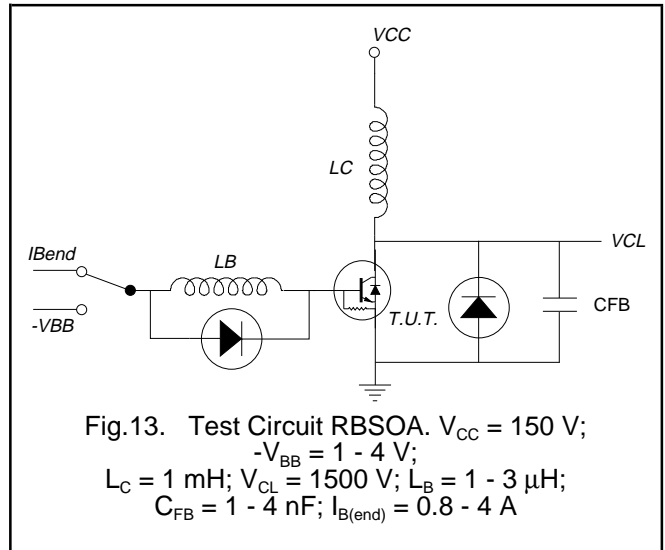 VCC
LC
IBend
LB
VCL
-VBB
T.U.T.
CFB
Fig.13. Test Circuit RBSOA. V_CC = 150 V;
-V_BB = 1 - 4 V;
L_C = 1 mH; V_CL = 1500 V; L_B = 1 - 3 μH;
C_FB = 1 - 4 nF; I_B(end) = 0.8 - 4 A